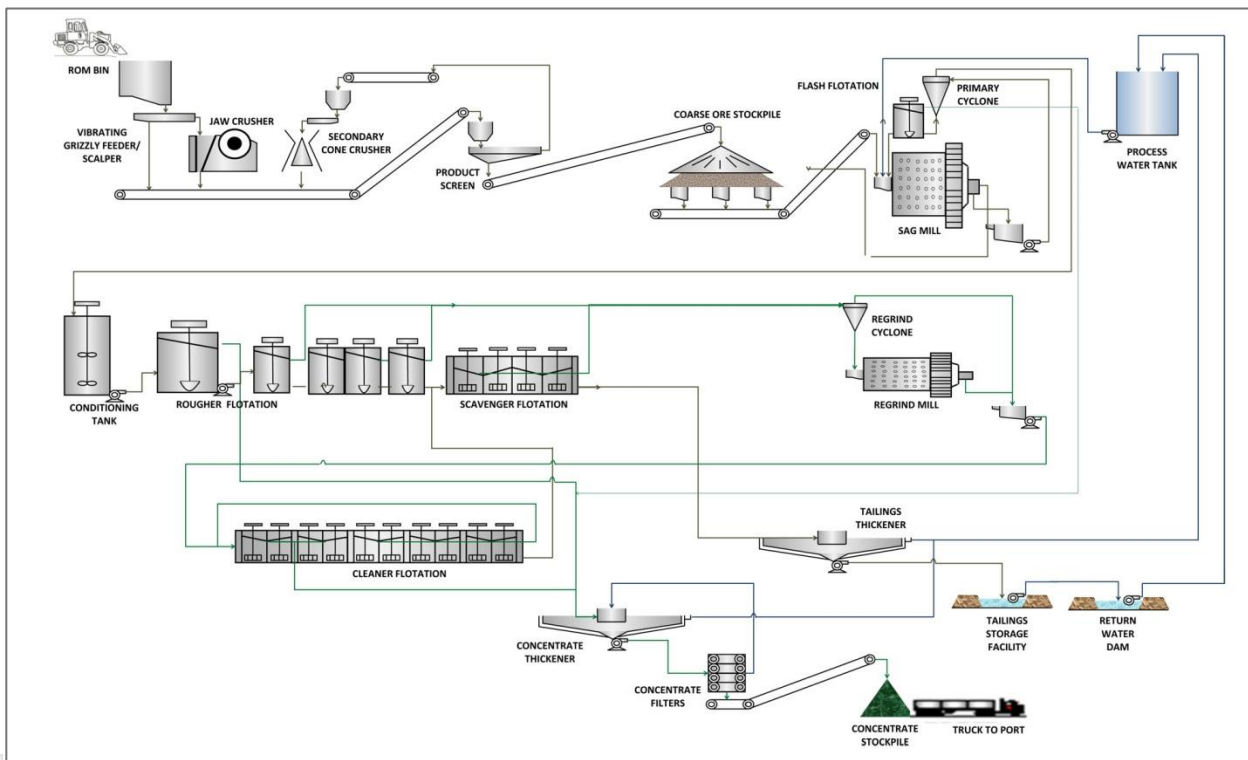 ROM BIN
JAW CRUSHER
VIBRATING
GRIZZLY FEEDER/
SCALPER
SECONDARY
CONE CRUSHER
PRODUCT
SCREEN
COARSE ORE STOCKPILE
FLASH FLOTATION
PRIMARY
CYCLONE
PROCESS
WATER TANK
SAG MILL
CONDITIONING
TANK
ROUGHER FLOTATION
SCAVENGER FLOTATION
REGRIND
CYCLONE
REGRIND MILL
CLEANER FLOTATION
TAILINGS
THICKENER
CONCENTRATE
THICKENER
CONCENTRATE
FILTERS
TAILINGS
STORAGE
FACILITY
RETURN
WATER
DAM
CONCENTRATE
STOCKPILE
TRUCK TO PORT